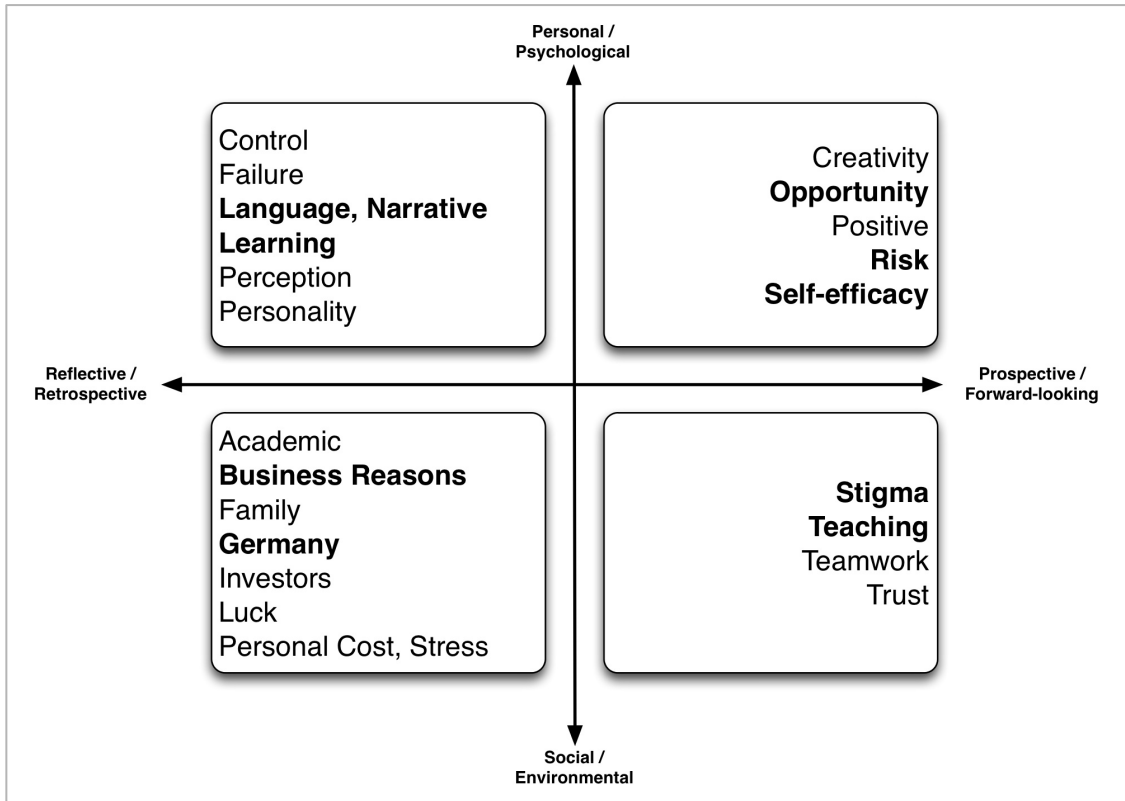 Personal /
Psychological
Control
Failure
Language, Narrative
Learning
Perception
Personality
Creativity
Opportunity
Positive
Risk
Self-efficacy
Reflective /
Retrospective
Prospective /
Forward-looking
Academic
Business Reasons
Family
Germany
Investors
Luck
Personal Cost, Stress
Stigma
Teaching
Teamwork
Trust
Social /
Environmental